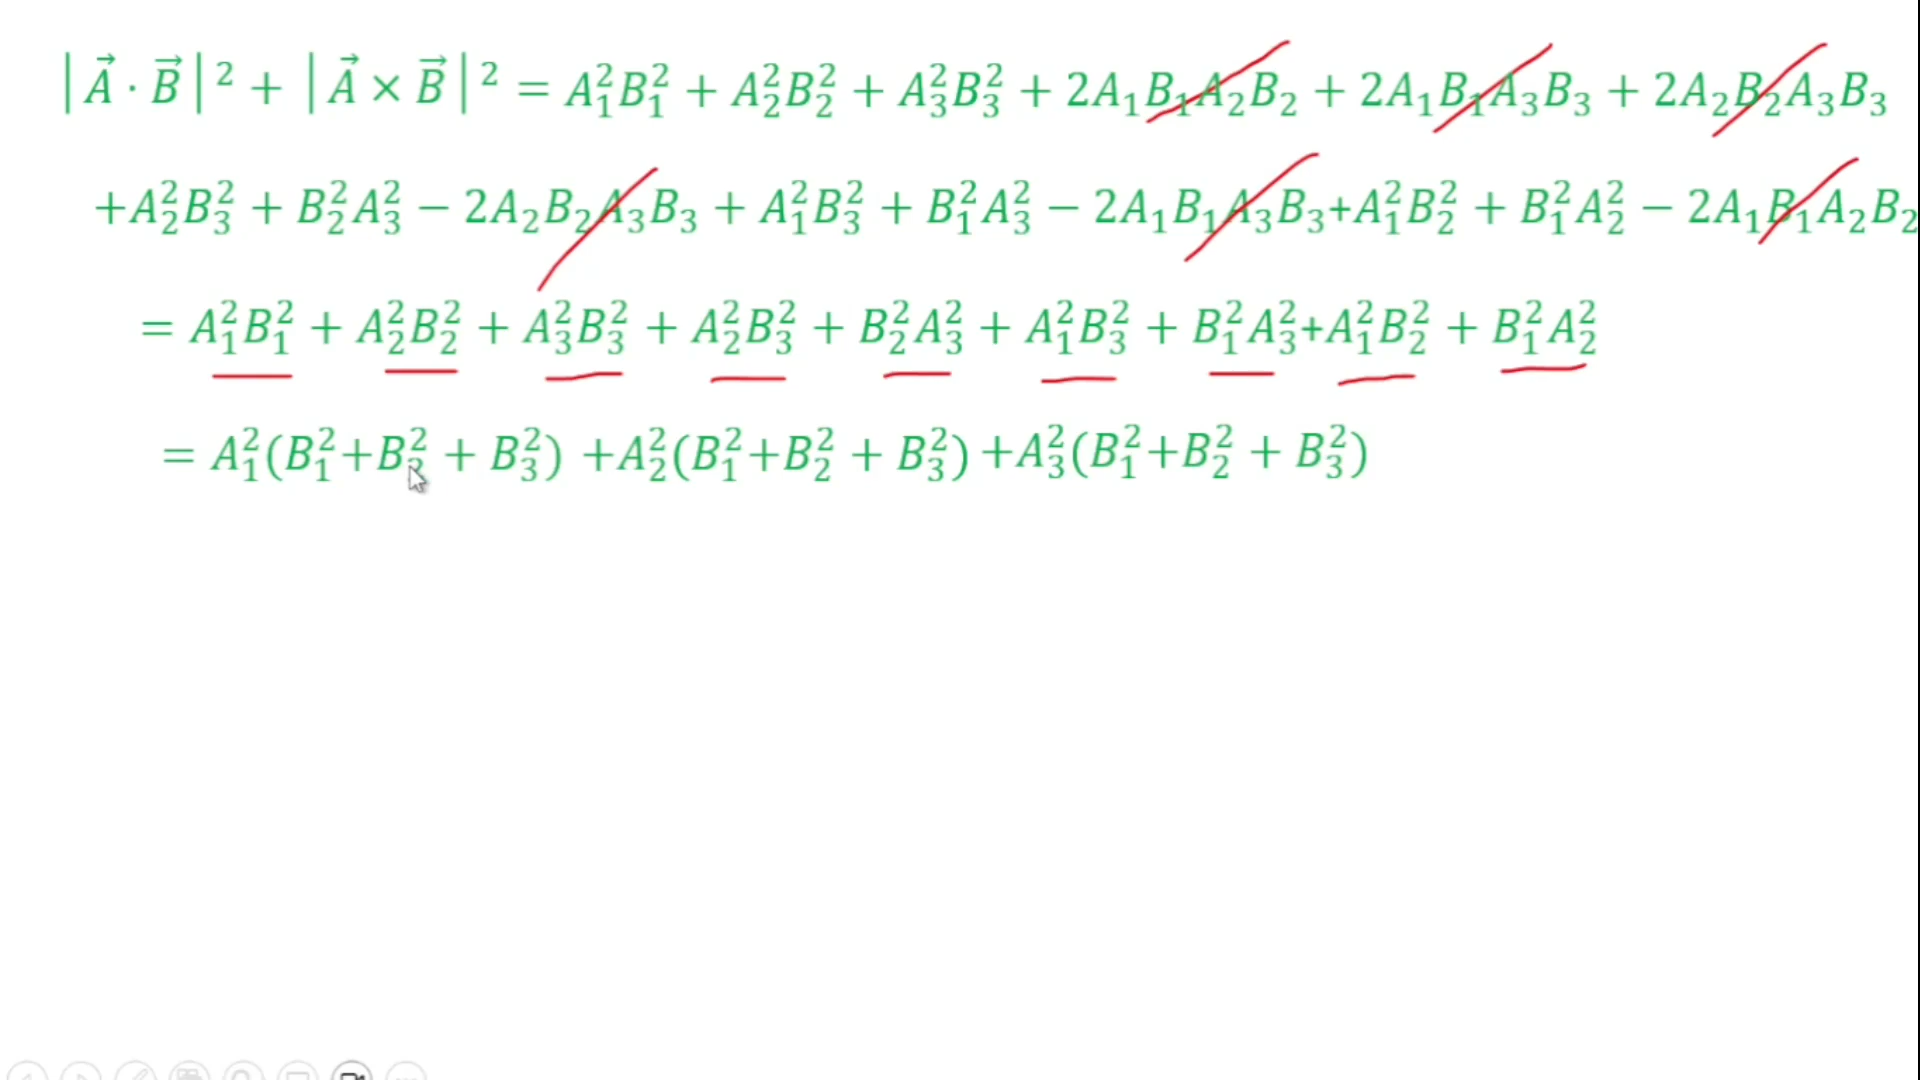 |A⃗ · B⃗|² + |A⃗ × B⃗|² = A₁²B₁² + A₂²B₂² + A₃²B₃² + 2A₁B₁A₂B₂ + 2A₁B₁A₃B₃ + 2A₂B₂A₃B₃
+A₂²B₃² + B₂²A₃² − 2A₂B₂A₃B₃ + A₁²B₃² + B₁²A₃² − 2A₁B₁A₃B₃+A₁²B₂² + B₁²A₂² − 2A₁B₁A₂B₂
= A₁²B₁² + A₂²B₂² + A₃²B₃² + A₂²B₃² + B₂²A₃² + A₁²B₃² + B₁²A₃²+A₁²B₂² + B₁²A₂²
= A₁²(B₁²+B₂² + B₃²) +A₂²(B₁²+B₂² + B₃²) +A₃²(B₁²+B₂² + B₃²)